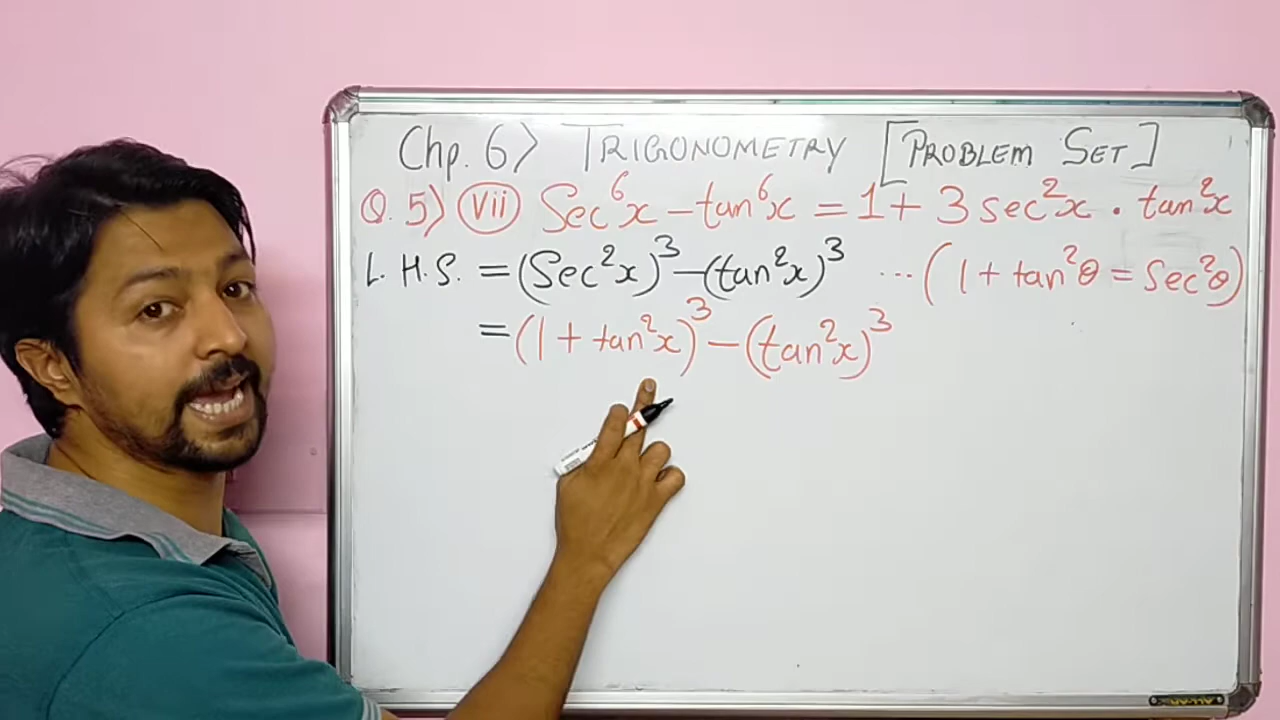 Chp. 6> TRIGONOMETRY [PROBLEM SET]
Q. 5) (vii) Sec⁶x - tan⁶x = 1 + 3 sec²x . tan²x
L.H.S. = (Sec²x)³ - (tan²x)³ ... (1 + tan²θ = Sec²θ)
= (1 + tan²x)³ - (tan²x)³